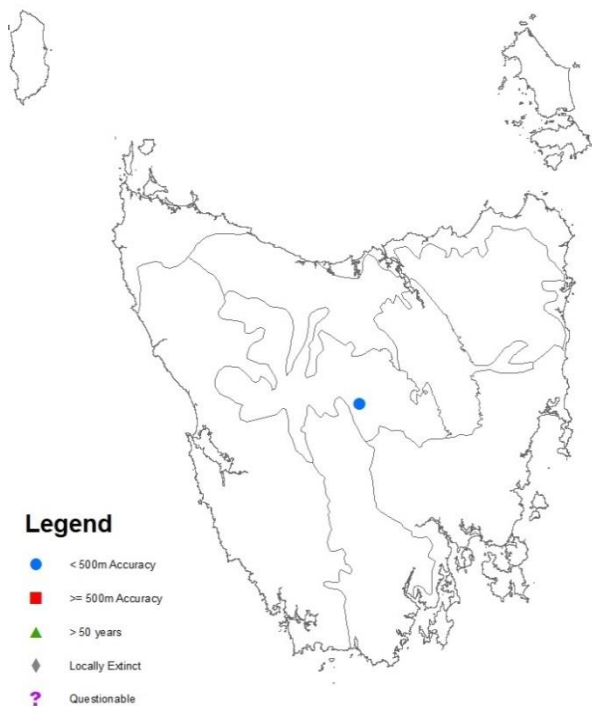 Legend
< 500m Accuracy
>= 500m Accuracy
> 50 years
Locally Extinct
? Questionable